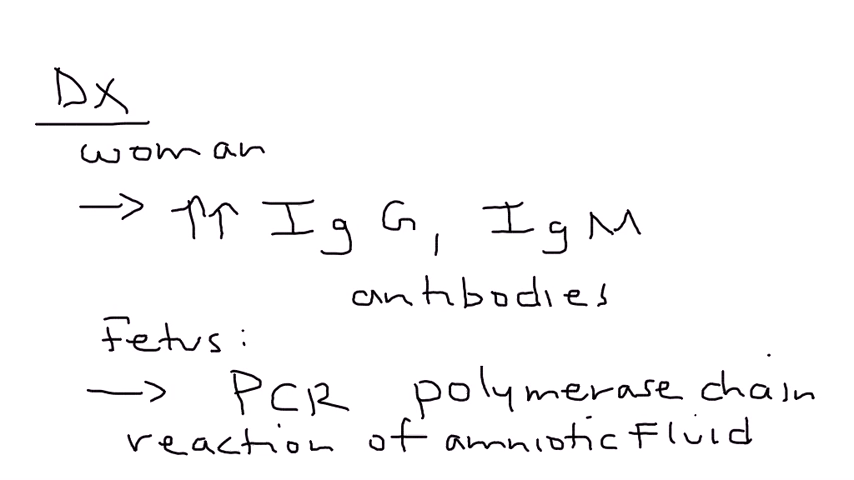 DX
woman
→ ↑↑ IgG, IgM
antibodies
Fetus:
→ PCR polymerase chain
reaction of amniotic Fluid